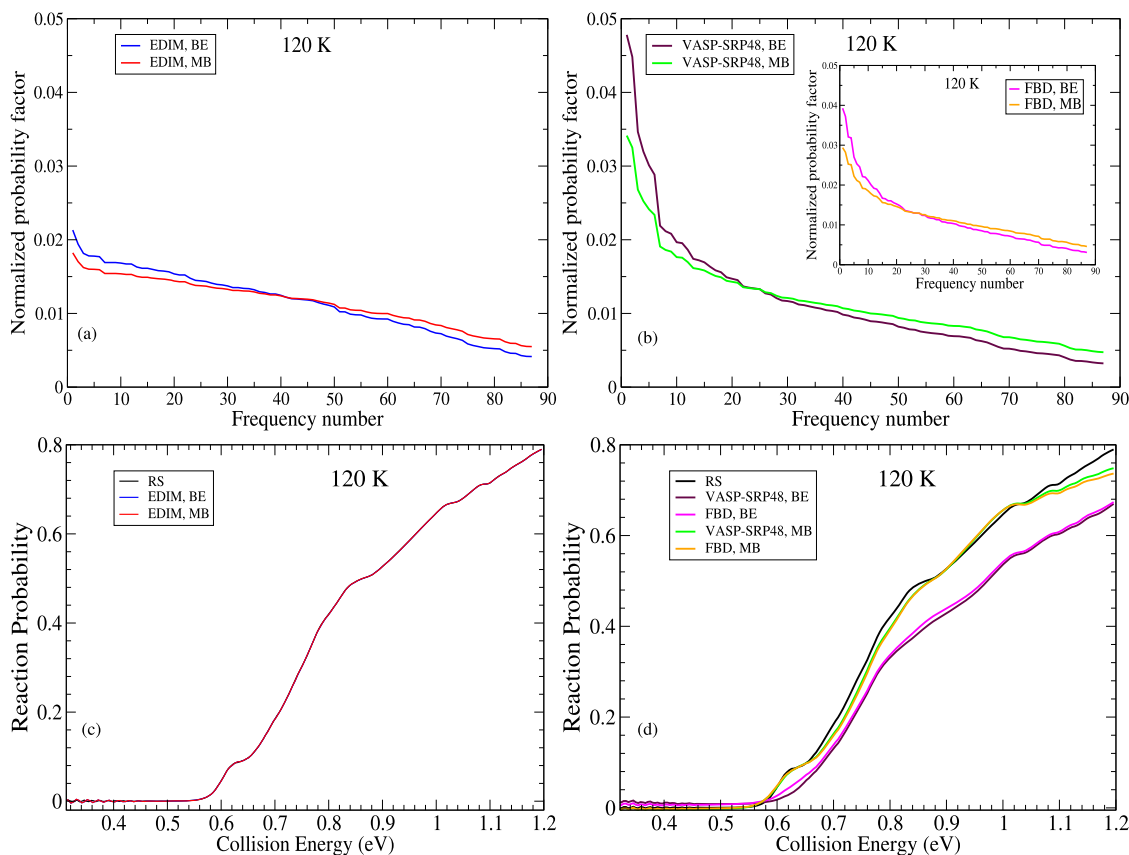 0.05
0.04
0.03
0.02
0.01
0
Normalized probability factor
EDIM, BE
EDIM, MB
120 K
(a)
0 10 20 30 40 50 60 70 80 90
Frequency number
0.05
0.04
0.03
0.02
0.01
0
Normalized probability factor
VASP-SRP48, BE
VASP-SRP48, MB
120 K
(b)
0 10 20 30 40 50 60 70 80 90
Frequency number
0.05
0.04
0.03
0.02
0.01
0
Normalized probability factor
120 K
FBD, BE
FBD, MB
0 10 20 30 40 50 60 70 80 90
Frequency number
0.8
0.6
0.4
0.2
0
Reaction Probability
RS
EDIM, BE
EDIM, MB
120 K
(c)
0.4 0.5 0.6 0.7 0.8 0.9 1 1.1 1.2
Collision Energy (eV)
0.8
0.6
0.4
0.2
0
Reaction Probability
RS
VASP-SRP48, BE
FBD, BE
VASP-SRP48, MB
FBD, MB
120 K
(d)
0.4 0.5 0.6 0.7 0.8 0.9 1 1.1 1.2
Collision Energy (eV)